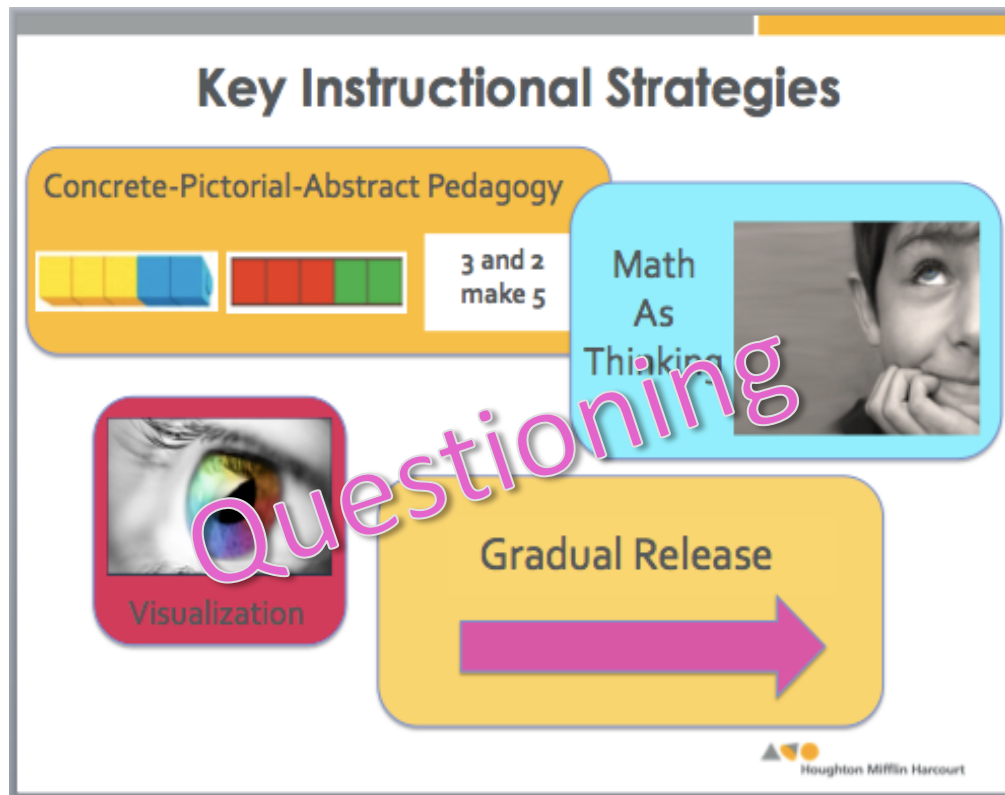 Key Instructional Strategies
Concrete-Pictorial-Abstract Pedagogy
3 and 2
make 5
Math
As
Thinking
Questioning
Visualization
Gradual Release
Houghton Mifflin Harcourt